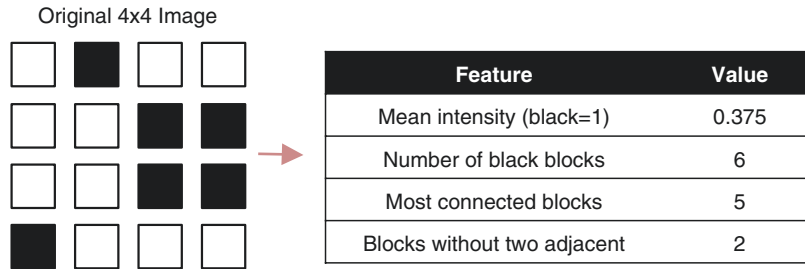 Original 4x4 Image
Feature Value
Mean intensity (black=1) 0.375
Number of black blocks 6
Most connected blocks 5
Blocks without two adjacent 2